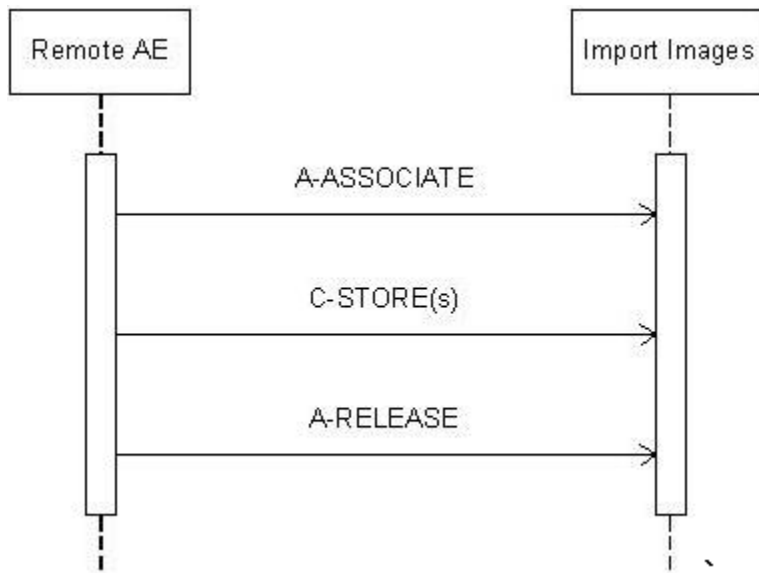 Remote AE
Import Images
A-ASSOCIATE
C-STORE(s)
A-RELEASE
`